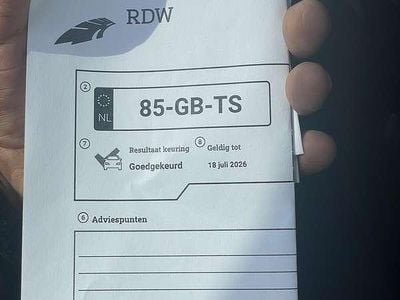 RDW
2
NL
85-GB-TS
7 Resultaat keuring 8 Geldig tot
Goedgekeurd 18 juli 2026
6 Adviespunten